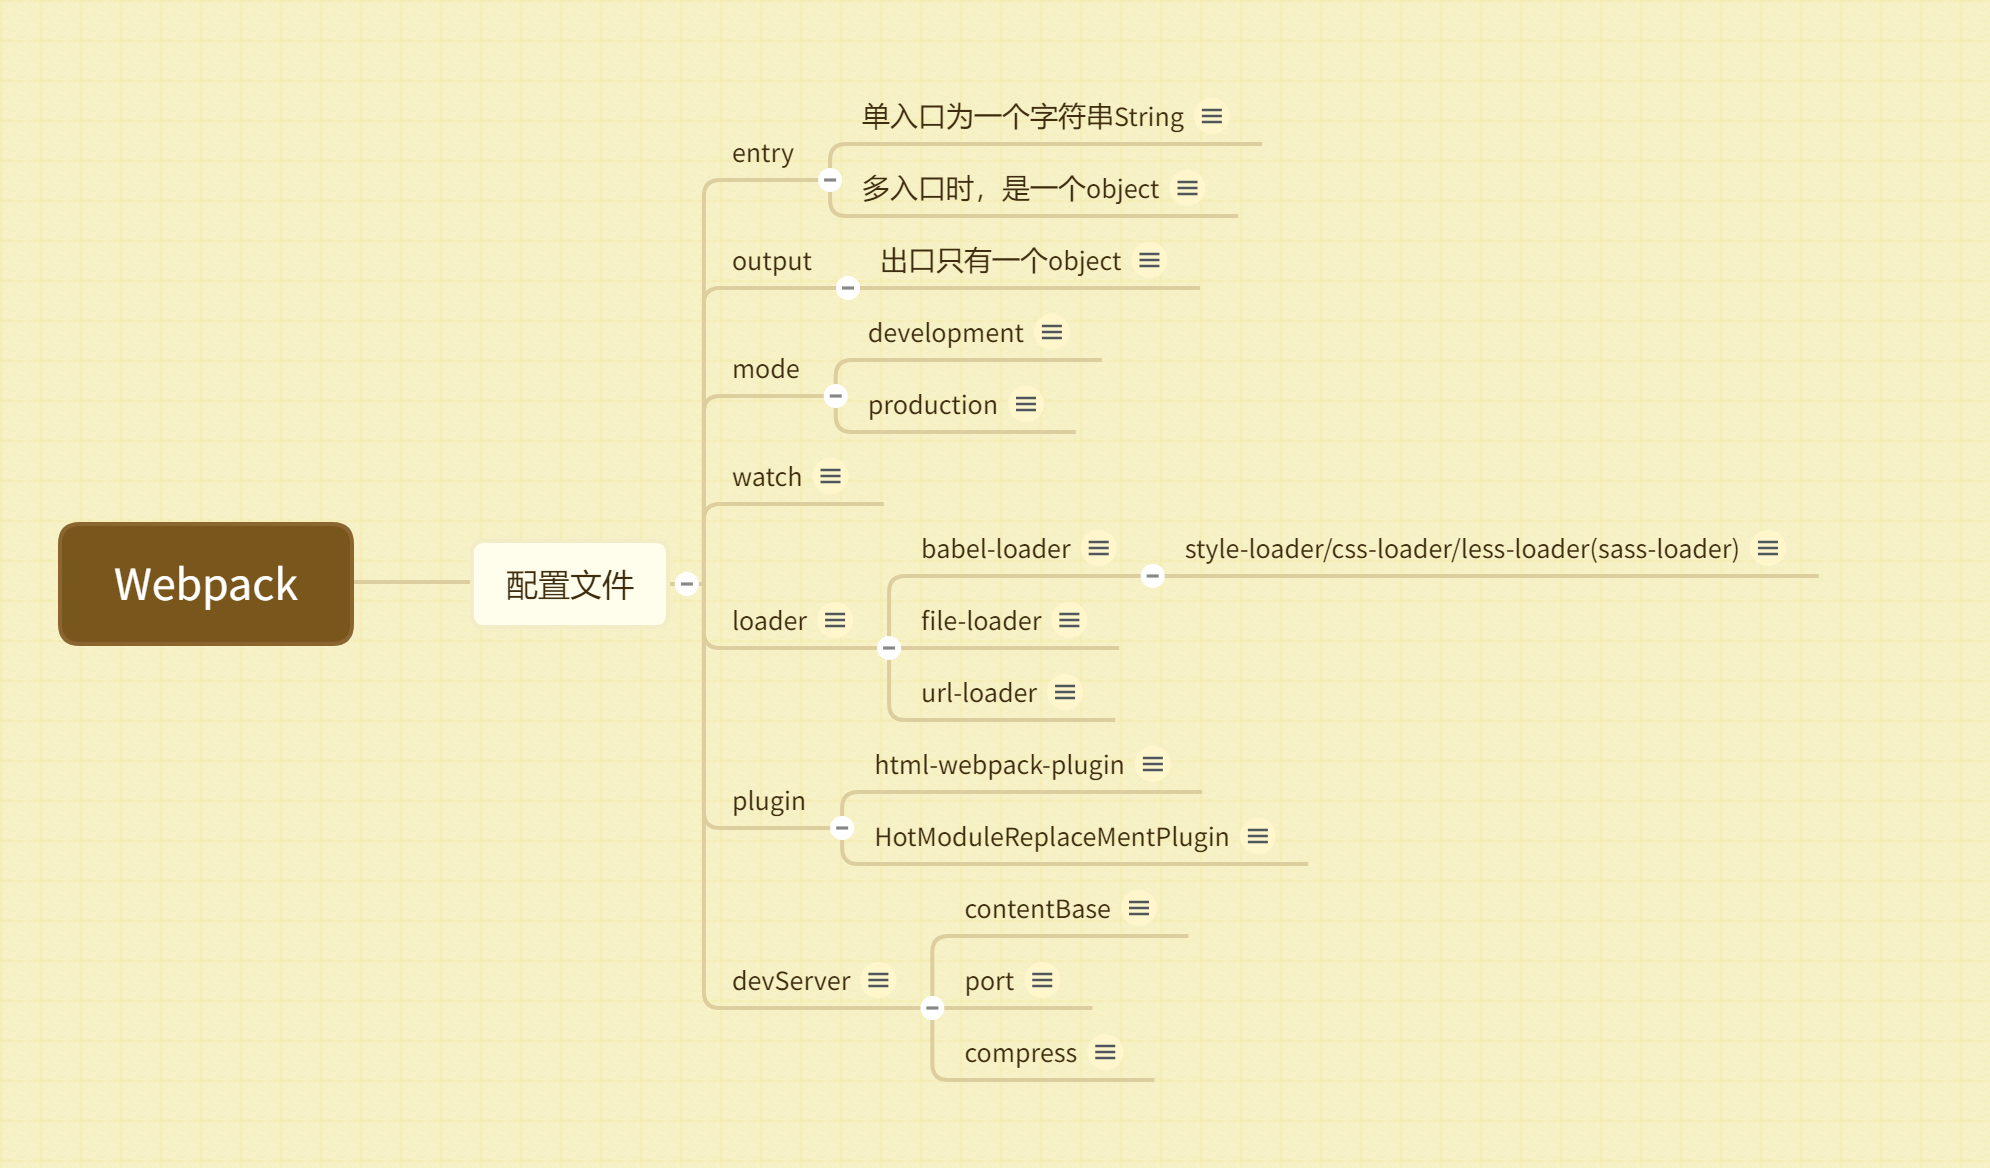 Webpack
配置文件
entry
单入口为一个字符串String
多入口时，是一个object
output
出口只有一个object
mode
development
production
watch
loader
babel-loader
style-loader/css-loader/less-loader(sass-loader)
file-loader
url-loader
plugin
html-webpack-plugin
HotModuleReplaceMentPlugin
devServer
contentBase
port
compress